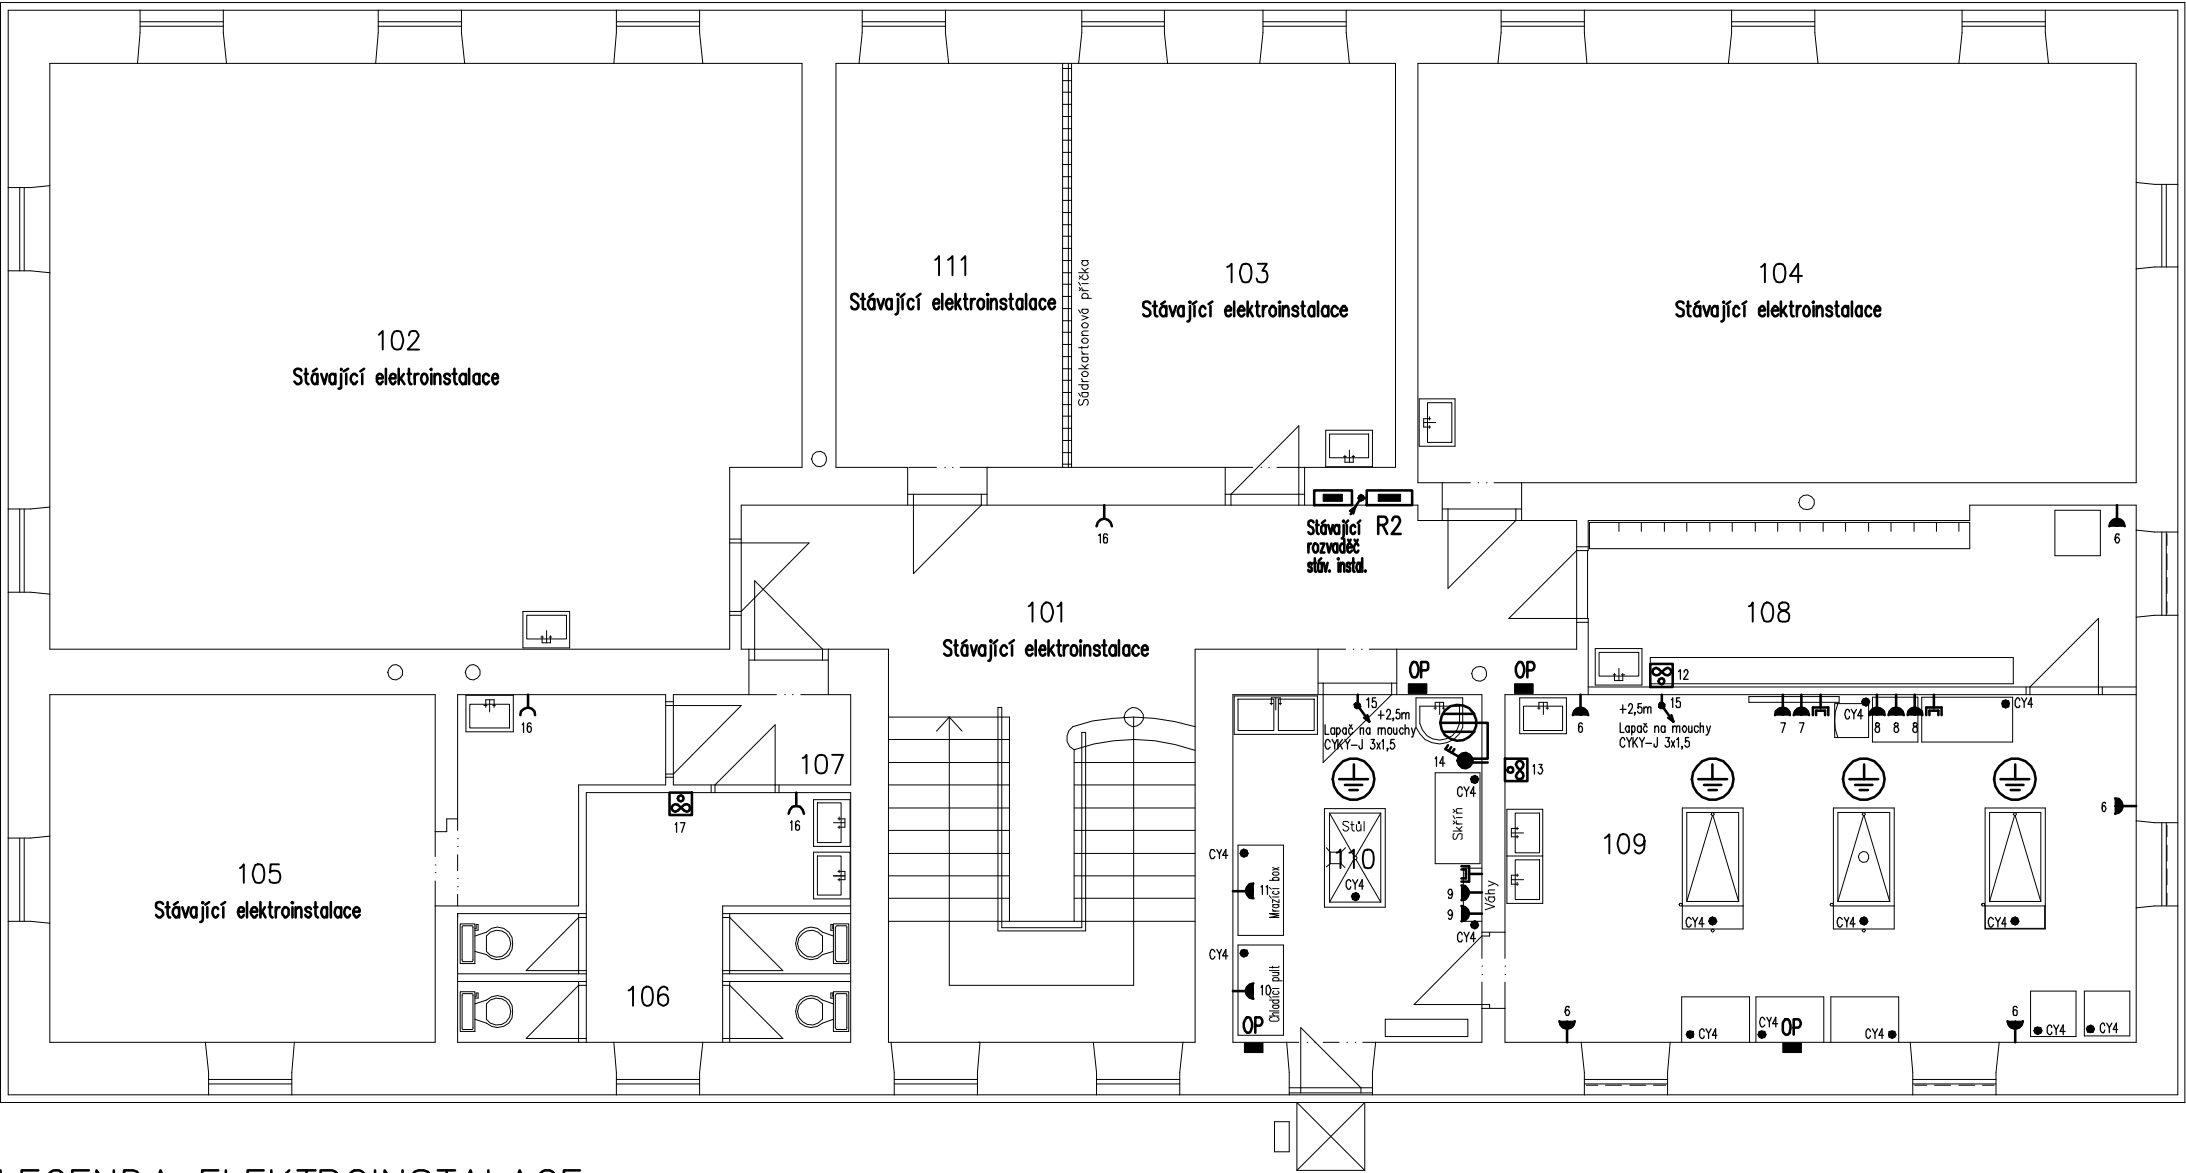 111
Stávající elektroinstalace
Sádrokartonová příčka
103
Stávající elektroinstalace
104
Stávající elektroinstalace
102
Stávající elektroinstalace
16
Stávající
rozvaděč
stáv. instal.
R2
6
101
Stávající elektroinstalace
108
OP
OP
12
16
107
17
16
15
+2,5m
Lapač na mouchy
CYKY-J 3x1,5
14
CY4
Skříň
13
6
+2,5m
15
Lapač na mouchy
CYKY-J 3x1,5
7
7
CY4
8
8
8
CY4
6
105
Stávající elektroinstalace
106
CY4
11
Mrazící box
CY4
10
Chladící pult
OP
Stůl
110
CY4
9
9
Váhy
CY4
109
CY4
CY4
CY4
6
CY4
CY4
OP
CY4
6
CY4
CY4